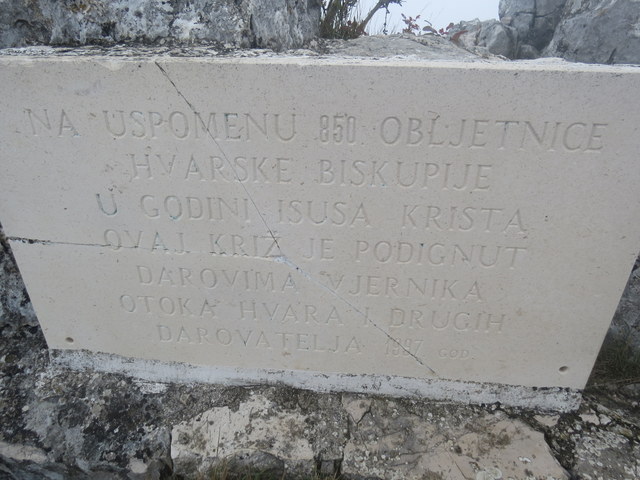 NA USPOMENU 850 OBLJETNICE
HVARSKE BISKUPIJE
U GODINI ISUSA KRISTA
OVAJ KRIŽ JE PODIGNUT
DAROVIMA VJERNIKA
OTOKA HVARA I DRUGIH
DAROVATELJA 1997 GOD.